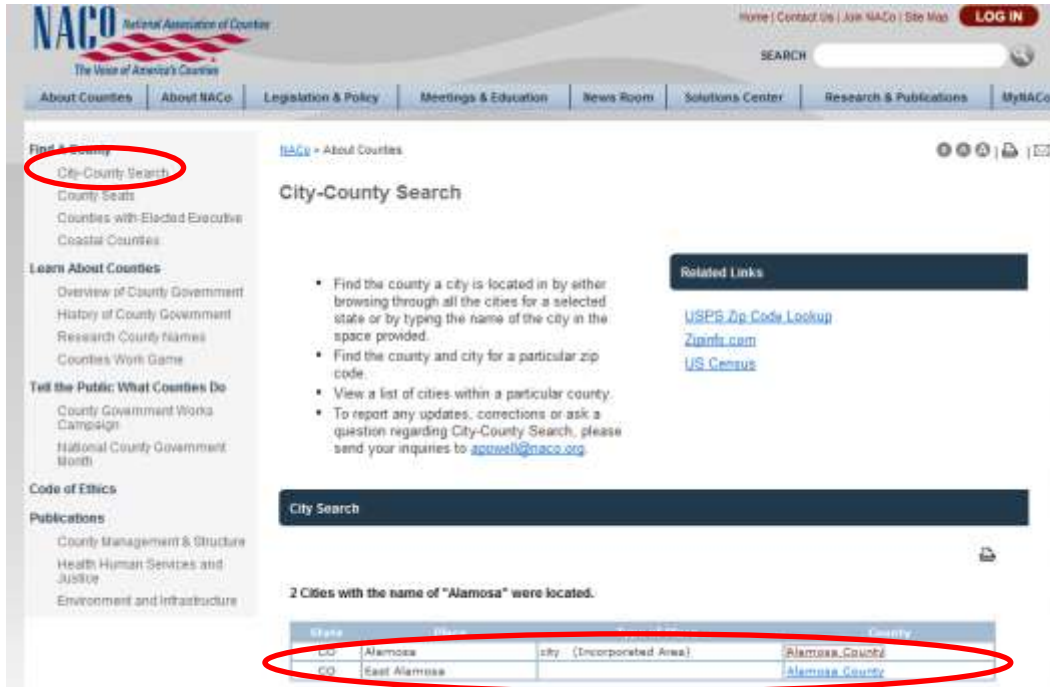 NACO National Association of Counties
The Voice of America's Counties
Home | Contact Us | Join NACo | Site Map LOG IN
SEARCH
About Counties About NACo Legislation & Policy Meetings & Education News Room Solutions Center Research & Publications MyNACo
Find A County
City-County Search
County Seats
Counties with Elected Executive
Coastal Counties
Learn About Counties
Overview of County Government
History of County Government
Research County Names
Counties Work Game
Tell the Public What Counties Do
County Government Works
Campaign
National County Government
Month
Code of Ethics
Publications
County Management & Structure
Health Human Services and
Justice
Environment and Infrastructure
NACo > About Counties
City-County Search
Find the county a city is located in by either
browsing through all the cities for a selected
state or by typing the name of the city in the
space provided.
Find the county and city for a particular zip
code.
View a list of cities within a particular county.
To report any updates, corrections or ask a
question regarding City-County Search, please
send your inquiries to
Related Links
USPS Zip Code Lookup
Zipinfo.com
US Census
City Search
2 Cities with the name of "Alamosa" were located.
State Place County
CO Alamosa city (Incorporated Area) Alamosa County
CO East Alamosa Alamosa County